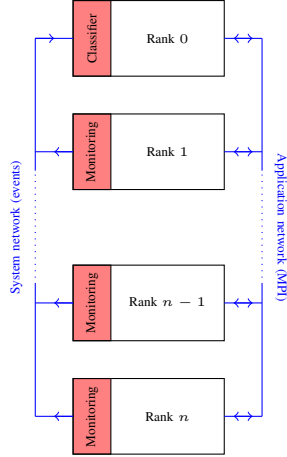 Classifier
Rank 0
Monitoring
Rank 1
System network (events)
Application network (MPI)
Monitoring
Rank n − 1
Monitoring
Rank n